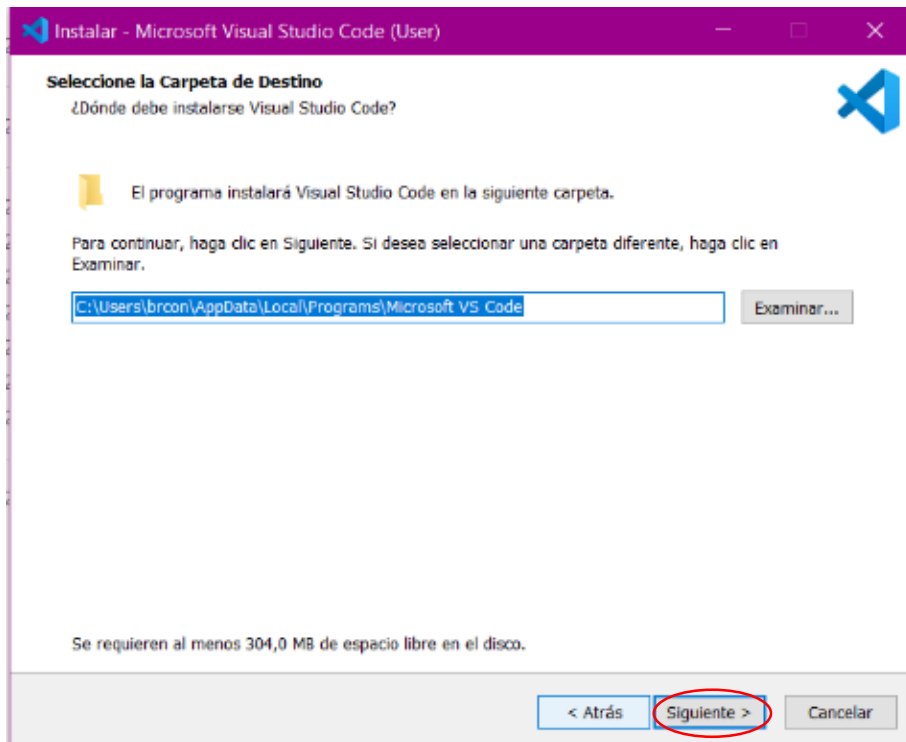 Instalar - Microsoft Visual Studio Code (User)
Seleccione la Carpeta de Destino
¿Dónde debe instalarse Visual Studio Code?
El programa instalará Visual Studio Code en la siguiente carpeta.
Para continuar, haga clic en Siguiente. Si desea seleccionar una carpeta diferente, haga clic en
Examinar.
C:\Users\brcon\AppData\Local\Programs\Microsoft VS Code
Examinar...
Se requieren al menos 304,0 MB de espacio libre en el disco.
< Atrás
Siguiente >
Cancelar